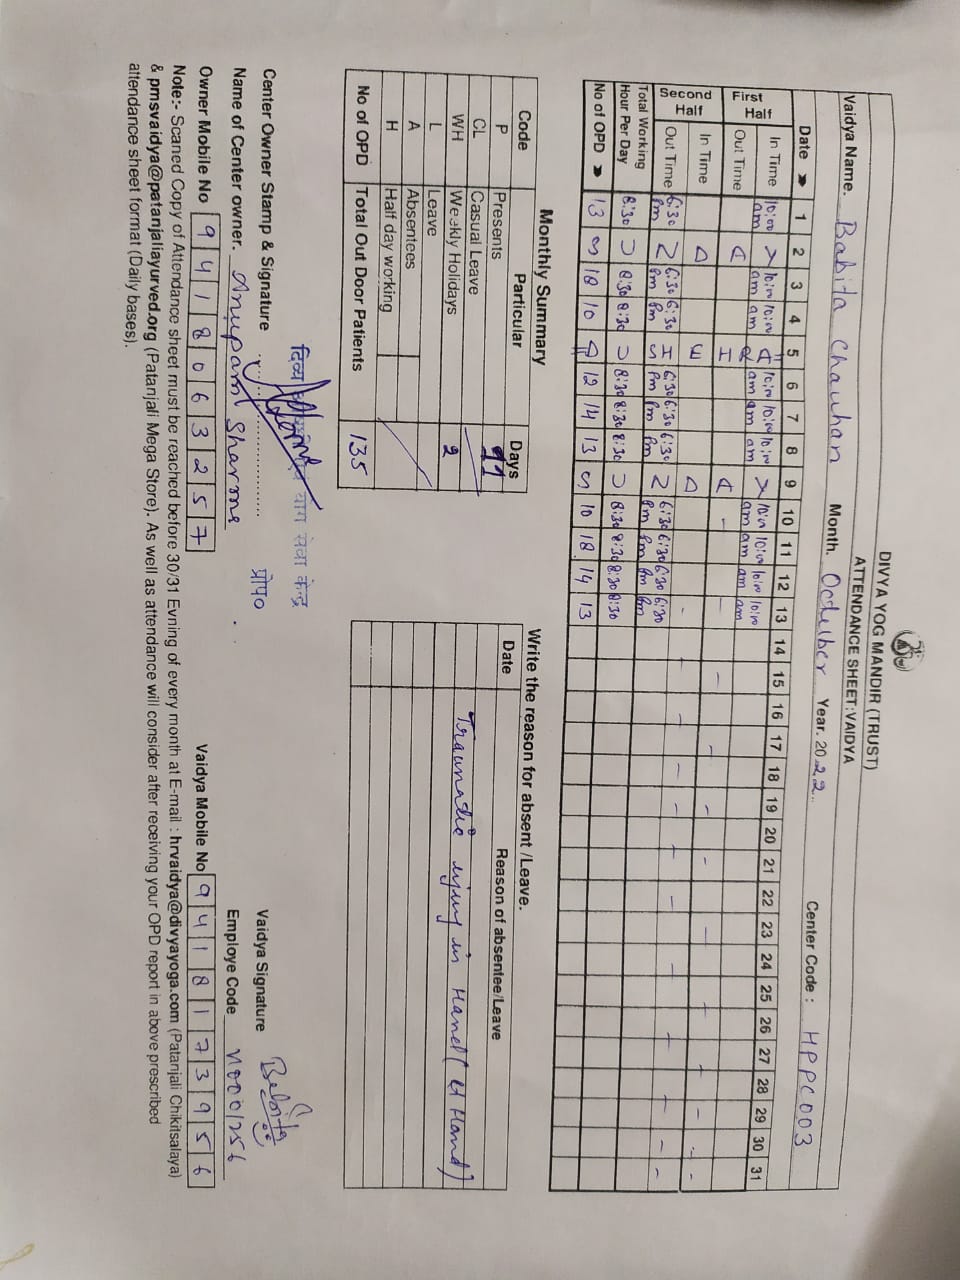 DIVYA YOG MANDIR (TRUST)
ATTENDANCE SHEET:VAIDYA
Vaidya Name. Babita Chauhan Month. Octulber Year. 2022 Center Code : HPPC003
Date 1 2 3 4 5 6 7 8 9 10 11 12 13 14 15 16 17 18 19 20 21 22 23 24 25 26 27 28 29 30 31
First Half
In Time 10:00 am 10:00 am 10:00 am 10:00 am 10:00 am 10:00 am 10:00 am 10:00 am 10:00 am 10:00 am
Out Time
Second Half
In Time
Out Time 6:30 pm 6:30 pm 6:30 pm 6:30 pm 6:30 pm 6:30 pm 6:30 pm 6:30 pm 6:30 pm 6:30 pm
SUNDAY
SUNDAY
Total Working Hour Per Day 8:30 8:30 8:30 8:30 8:30 8:30 8:30 8:30 8:30 8:30
No of OPD 13 18 10 12 14 13 10 18 14 13
Monthly Summary
Code Particular Days
P Presents 11
CL Casual Leave
WH Weekly Holidays 2
L Leave
A Absentees
H Half day working
No of OPD Total Out Door Patients 135
Write the reason for absent /Leave.
Date Reason of absentee/Leave
Traumatic injury in Hand ( Hand)
दिव्य एवं योग सेवा केन्द्र
Center Owner Stamp & Signature प्रोप०
Name of Center owner. Anupam Sharma
Owner Mobile No 9418063257
Vaidya Signature Babita
Employe Code N0001256
Vaidya Mobile No 9418173956
Note:- Scaned Copy of Attendance sheet must be reached before 30/31 Evning of every month at E-mail : hrvaidya@divyayoga.com (Patanjali Chikitsalaya)
& pmsvaidya@patanjaliayurved.org (Patanjali Mega Store). As well as attendance will consider after receiving your OPD report in above prescribed
attendance sheet format (Daily bases).